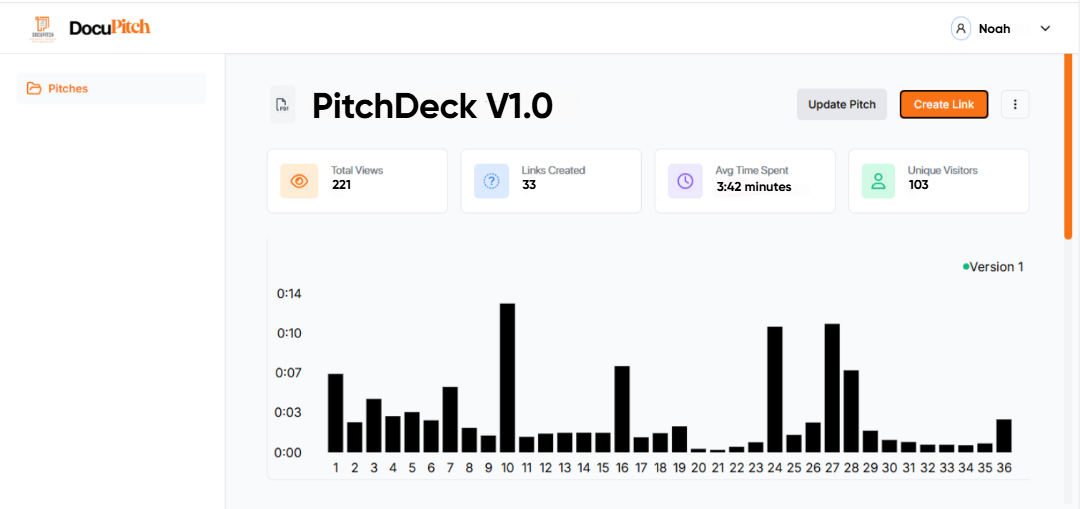 DocuPitch
DOCUPITCH
Noah
Pitches
PDF
PitchDeck V1.0
Update Pitch
Create Link
Total Views
221
Links Created
33
Avg Time Spent
3:42 minutes
Unique Visitors
103
Version 1
0:14
0:10
0:07
0:03
0:00
1 2 3 4 5 6 7 8 9 10 11 12 13 14 15 16 17 18 19 20 21 22 23 24 25 26 27 28 29 30 31 32 33 34 35 36